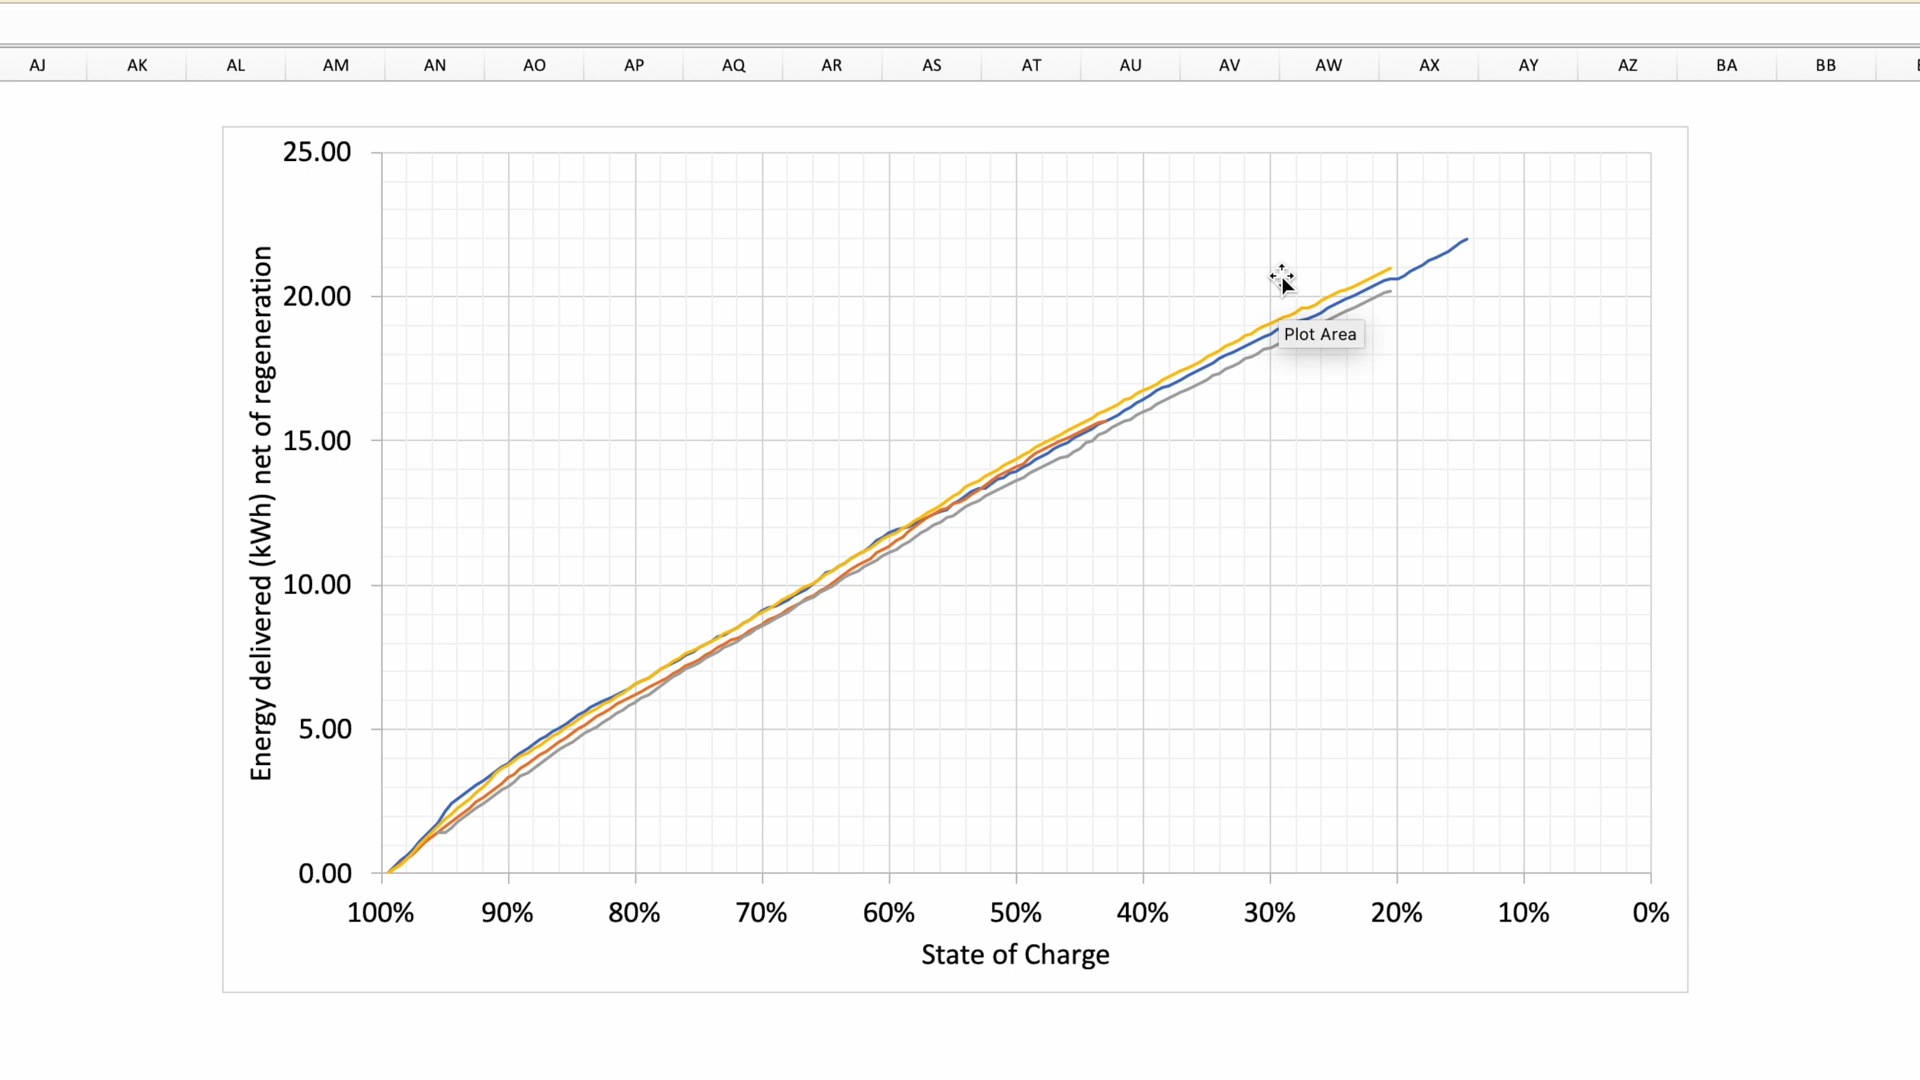 AJ AK AL AM AN AO AP AQ AR AS AT AU AV AW AX AY AZ BA BB
25.00
20.00
15.00
10.00
5.00
0.00
Energy delivered (kWh) net of regeneration
Plot Area
100% 90% 80% 70% 60% 50% 40% 30% 20% 10% 0%
State of Charge